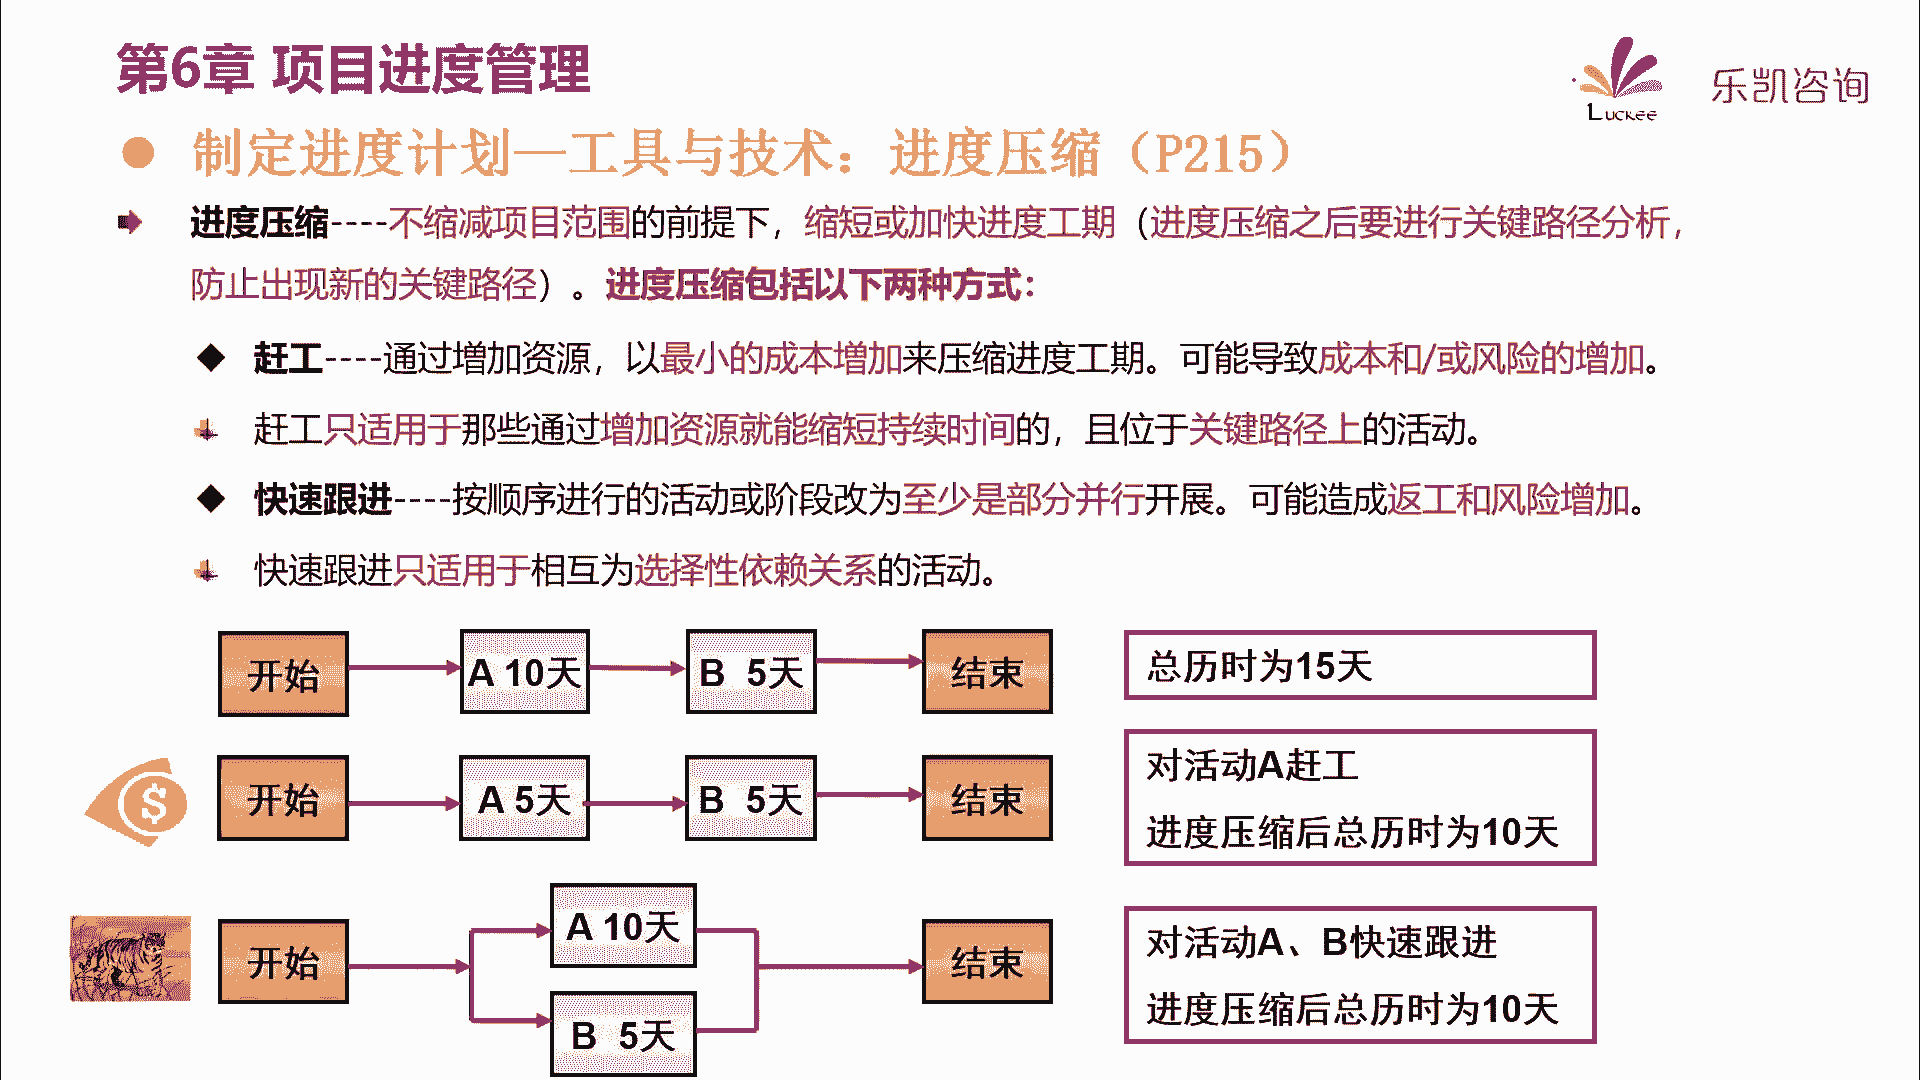 第6章 项目进度管理
Luckee
乐凯咨询
制定进度计划—工具与技术：进度压缩（P215）
进度压缩----不缩减项目范围的前提下，缩短或加快进度工期（进度压缩之后要进行关键路径分析，
防止出现新的关键路径）。进度压缩包括以下两种方式：
赶工----通过增加资源，以最小的成本增加来压缩进度工期。可能导致成本和/或风险的增加。
赶工只适用于那些通过增加资源就能缩短持续时间的，且位于关键路径上的活动。
快速跟进----按顺序进行的活动或阶段改为至少是部分并行开展。可能造成返工和风险增加。
快速跟进只适用于相互为选择性依赖关系的活动。
开始
A 10天
B 5天
结束
总历时为15天
$
开始
A 5天
B 5天
结束
对活动A赶工
进度压缩后总历时为10天
开始
A 10天
B 5天
结束
对活动A、B快速跟进
进度压缩后总历时为10天